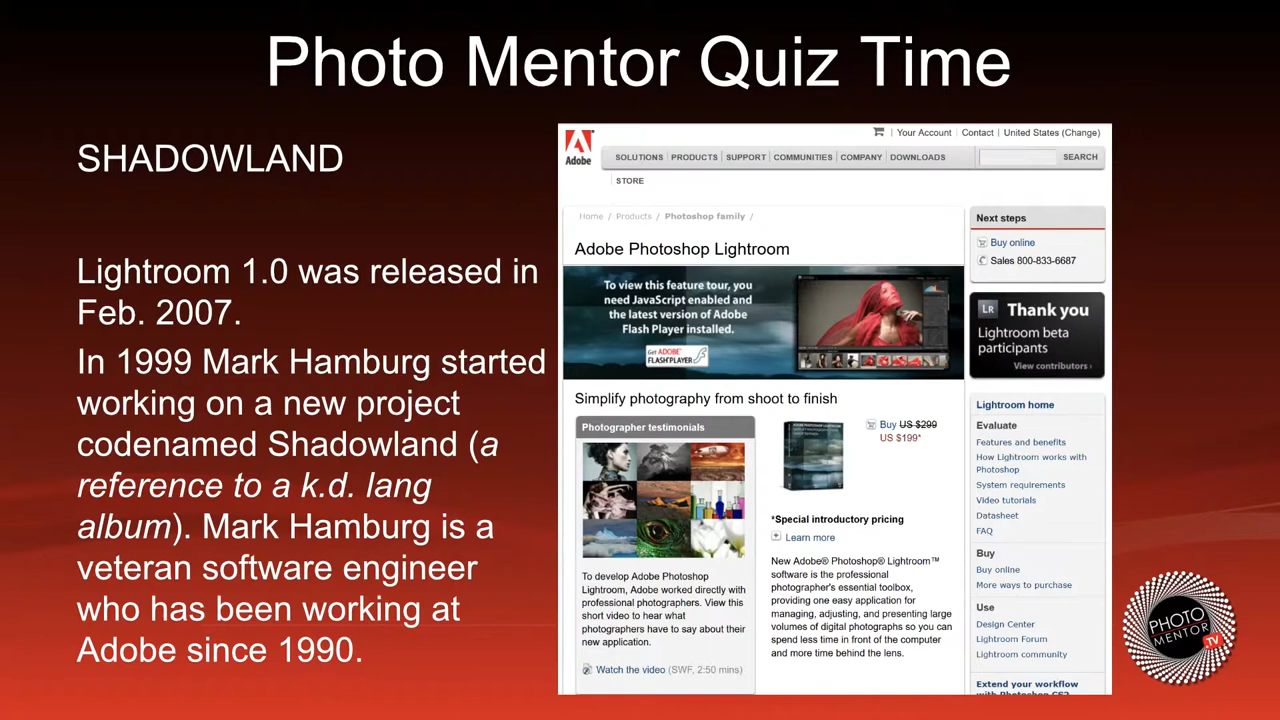 Photo Mentor Quiz Time
SHADOWLAND
Lightroom 1.0 was released in
Feb. 2007.
In 1999 Mark Hamburg started
working on a new project
codenamed Shadowland (a
reference to a k.d. lang
album). Mark Hamburg is a
veteran software engineer
who has been working at
Adobe since 1990.
Adobe
Your Account | Contact | United States (Change)
SOLUTIONS PRODUCTS SUPPORT COMMUNITIES COMPANY DOWNLOADS SEARCH
STORE
Home / Products / Photoshop family /
Adobe Photoshop Lightroom
To view this feature tour, you
need JavaScript enabled and
the latest version of Adobe
Flash Player installed.
Get ADOBE
FLASH PLAYER
Simplify photography from shoot to finish
Photographer testimonials
To develop Adobe Photoshop
Lightroom, Adobe worked directly with
professional photographers. View this
short video to hear what
photographers have to say about their
new application.
Watch the video (SWF, 2:50 mins)
Buy US $299
US $199*
*Special introductory pricing
Learn more
New Adobe® Photoshop® Lightroom™
software is the professional
photographer's essential toolbox,
providing one easy application for
managing, adjusting, and presenting large
volumes of digital photographs so you can
spend less time in front of the computer
and more time behind the lens.
Next steps
Buy online
Sales 800-833-6687
LR Thank you
Lightroom beta
participants
View contributors ›
Lightroom home
Evaluate
Features and benefits
How Lightroom works with
Photoshop
System requirements
Video tutorials
Datasheet
FAQ
Buy
Buy online
More ways to purchase
Use
Design Center
Lightroom Forum
Lightroom community
Extend your workflow
with Photoshop CS2
PHOTO
MENTOR
TV